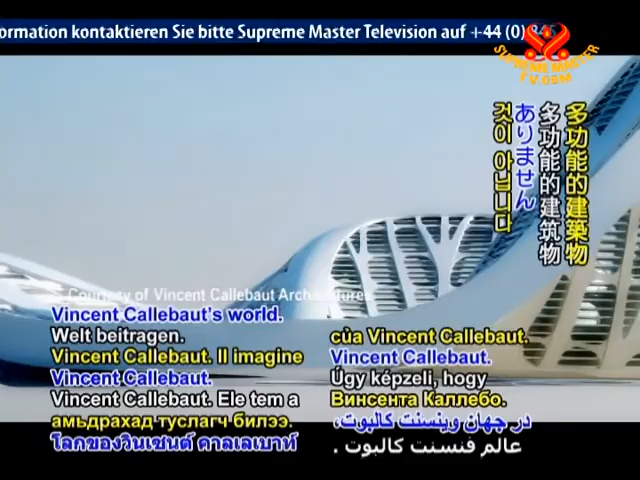 ormation kontaktieren Sie bitte Supreme Master Television auf +44 (0)
SUPREME MASTER
TV.COM
多功能的建築物
多功能的建筑物
ありません
것이 아닙니다
Courtesy of Vincent Callebaut
Vincent Callebaut's world.
Welt beitragen.
Vincent Callebaut. Il imagine
Vincent Callebaut.
Vincent Callebaut. Ele tem a
амьдрахад туслагч билээ.
โลกของวินเซนต์ คาลเลเบาท์
của Vincent Callebaut.
Vincent Callebaut.
Úgy képzeli, hogy
Винсента Каллебо.
در جهان وینسنت کالبوت،
عالم فنسنت كالبوت .